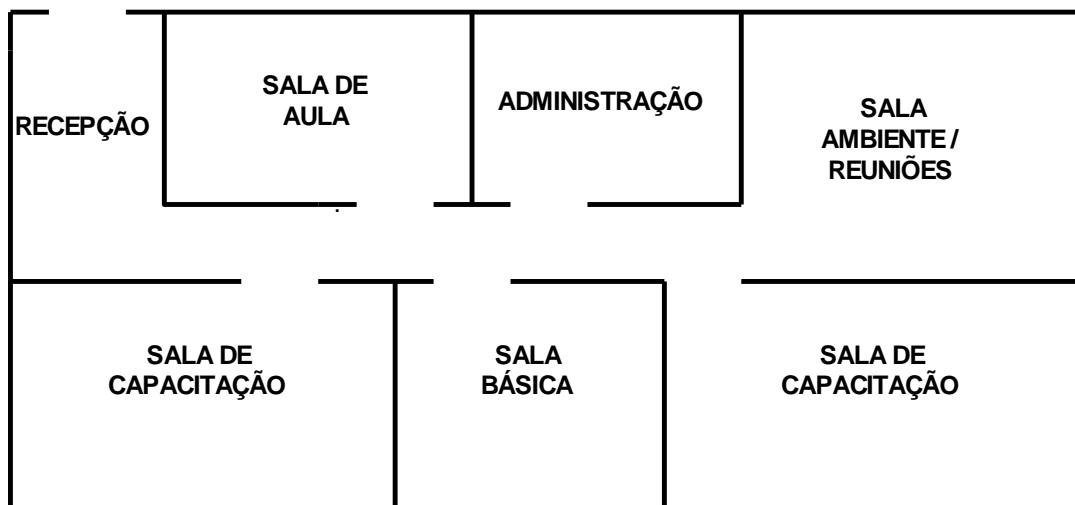 RECEPÇÃO
SALA DE
AULA
ADMINISTRAÇÃO
SALA
AMBIENTE /
REUNIÕES
SALA DE
CAPACITAÇÃO
SALA
BÁSICA
SALA DE
CAPACITAÇÃO